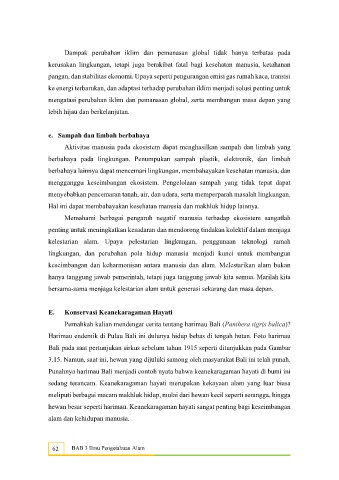 Dampak perubahan iklim dan pemanasan global tidak hanya terbatas pada
kerusakan lingkungan, tetapi juga berakibat fatal bagi kesehatan manusia, ketahanan
pangan, dan stabilitas ekonomi. Upaya seperti pengurangan emisi gas rumah kaca, transisi
ke energi terbarukan, dan adaptasi terhadap perubahan iklim menjadi solusi penting untuk
mengatasi perubahan iklim dan pemanasan global, serta membangun masa depan yang
lebih hijau dan berkelanjutan.
e. Sampah dan limbah berbahaya
Aktivitas manusia pada ekosistem dapat menghasilkan sampah dan limbah yang
berbahaya pada lingkungan. Penumpukan sampah plastik, elektronik, dan limbah
berbahaya lainnya dapat mencemari lingkungan, membahayakan kesehatan manusia, dan
mengganggu keseimbangan ekosistem. Pengelolaan sampah yang tidak tepat dapat
menyebabkan pencemaran tanah, air, dan udara, serta memperparah masalah lingkungan.
Hal ini dapat membahayakan kesehatan manusia dan makhluk hidup lainnya.
Memahami berbagai pengaruh negatif manusia terhadap ekosistem sangatlah
penting untuk meningkatkan kesadaran dan mendorong tindakan kolektif dalam menjaga
kelestarian alam. Upaya pelestarian lingkungan, penggunaan teknologi ramah
lingkungan, dan perubahan pola hidup manusia menjadi kunci untuk membangun
keseimbangan dan keharmonisan antara manusia dan alam. Melestarikan alam bukan
hanya tanggung jawab pemerintah, tetapi juga tanggung jawab kita semua. Marilah kita
bersama-sama menjaga kelestarian alam untuk generasi sekarang dan masa depan.
E. Konservasi Keanekaragaman Hayati
Pernahkah kalian mendengar cerita tentang harimau Bali (Panthera tigris balica)?
Harimau endemik di Pulau Bali ini dulunya hidup bebas di tengah hutan. Foto harimau
Bali pada saat pertunjukan sirkus sebelum tahun 1915 seperti ditunjukkan pada Gambar
3.15. Namun, saat ini, hewan yang dijuluki samong oleh masyarakat Bali ini telah punah.
Punahnya harimau Bali menjadi contoh nyata bahwa keanekaragaman hayati di bumi ini
sedang terancam. Keanekaragaman hayati merupakan kekayaan alam yang luar biasa
meliputi berbagai macam makhluk hidup, mulai dari hewan kecil seperti serangga, hingga
hewan besar seperti harimau. Keanekaragaman hayati sangat penting bagi keseimbangan
alam dan kehidupan manusia.
62 BAB 3 Ilmu Pengetahuan Alam